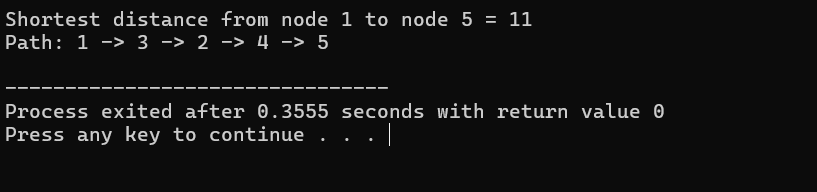 Shortest distance from node 1 to node 5 = 11
Path: 1 -> 3 -> 2 -> 4 -> 5
--------------------------------
Process exited after 0.3555 seconds with return value 0
Press any key to continue . . .